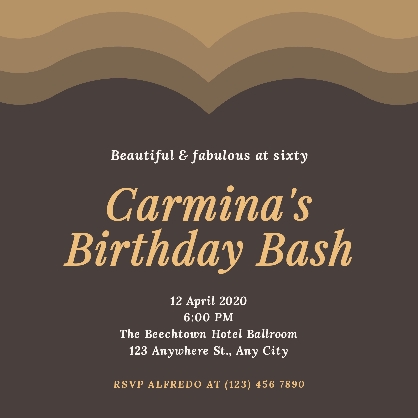 Beautiful & fabulous at sixty
Carmina's
Birthday Bash
12 April 2020
6:00 PM
The Beechtown Hotel Ballroom
123 Anywhere St., Any City
RSVP ALFREDO AT (123) 456 7890